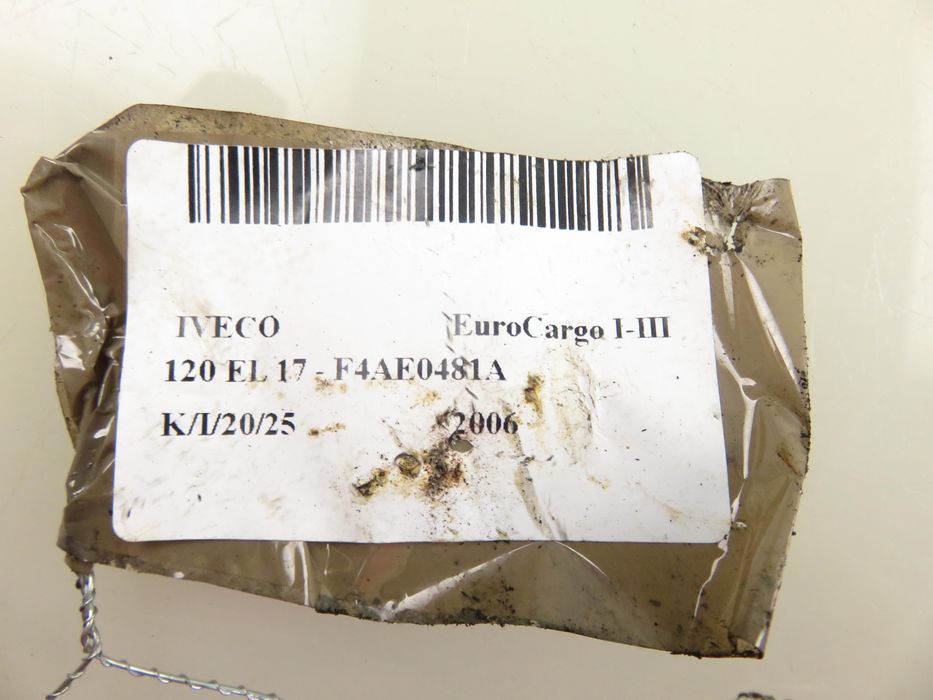 IVECO EuroCargo I-III
120 EL 17 - F4AE0481A
K/I/20/25 2006